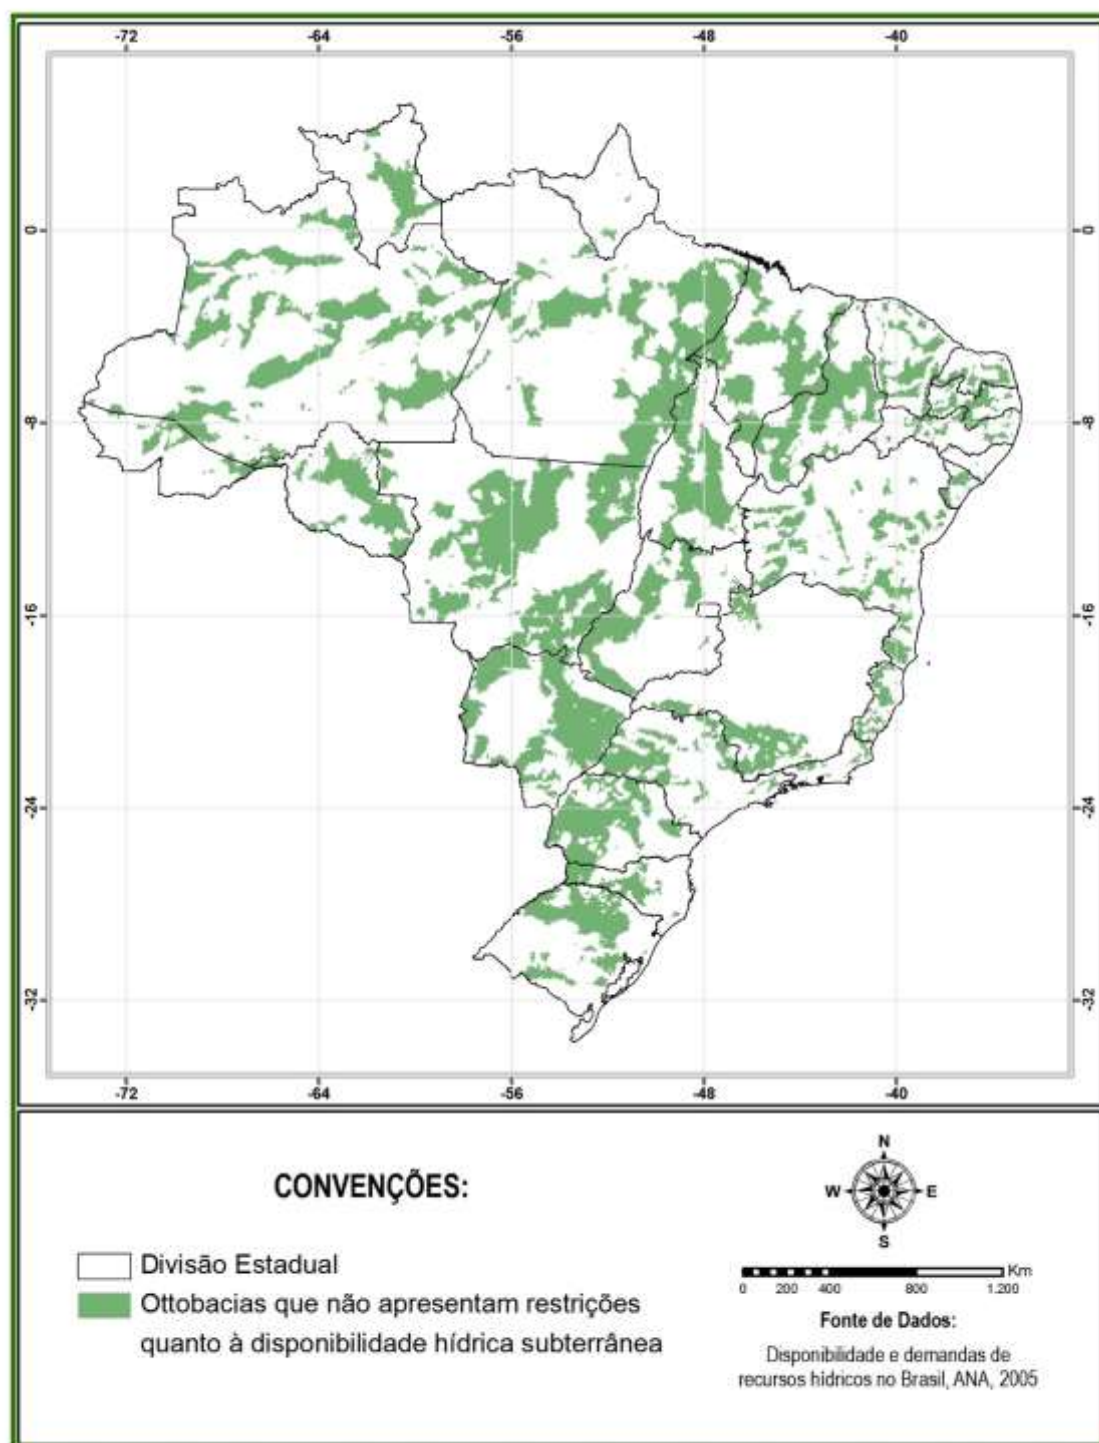 -72 -64 -56 -48 -40
0 0
-8 -8
-16 -16
-24 -24
-32 -32
-72 -64 -56 -48 -40
CONVENÇÕES:
Divisão Estadual
Ottobacias que não apresentam restrições
quanto à disponibilidade hídrica subterrânea
N
W E
S
Km
0 200 400 800 1.200
Fonte de Dados:
Disponibilidade e demandas de
recursos hídricos no Brasil, ANA, 2005